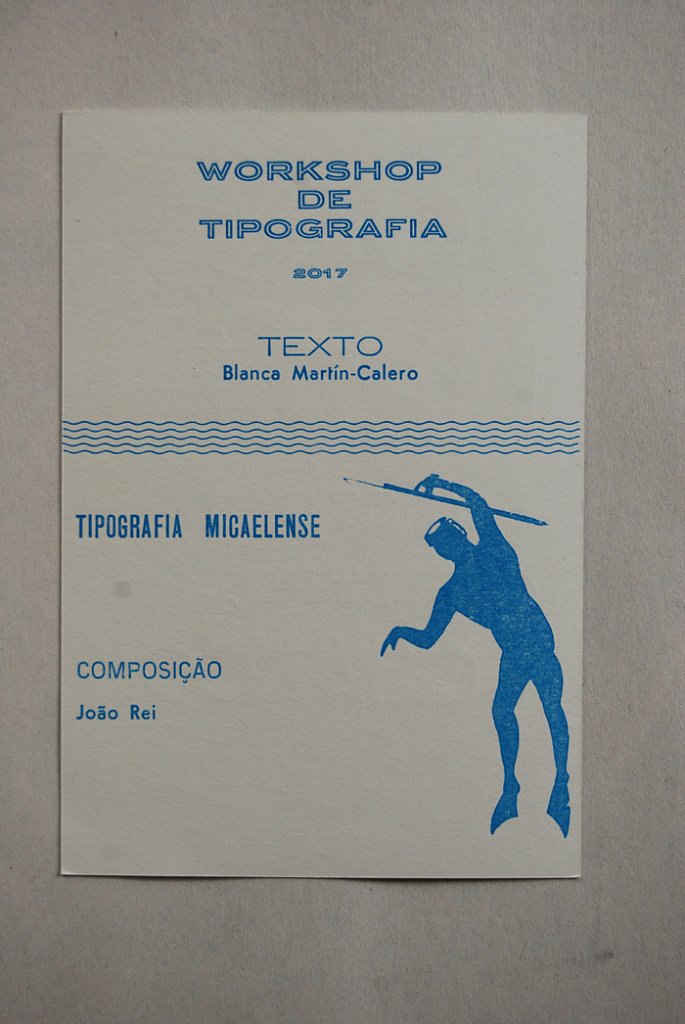 WORKSHOP
DE
TIPOGRAFIA
2017
TEXTO
Blanca Martín-Calero
TIPOGRAFIA MICAELENSE
COMPOSIÇÃO
João Rei